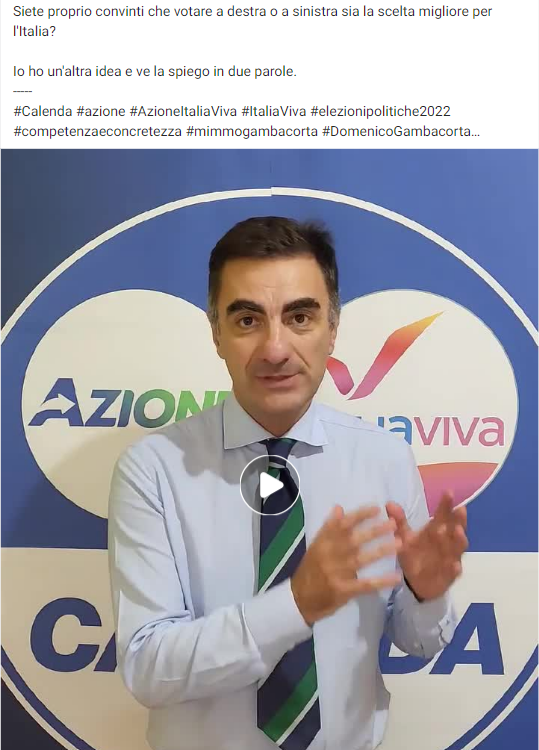 Siete proprio convinti che votare a destra o a sinistra sia la scelta migliore per
l'Italia?
Io ho un'altra idea e ve la spiego in due parole.
-----
#Calenda #azione #AzioneItaliaViva #ItaliaViva #elezionipolitiche2022
#competenzaeconcretezza #mimmogambacorta #DomenicoGambacorta...
AZION
VIVA
CA DA